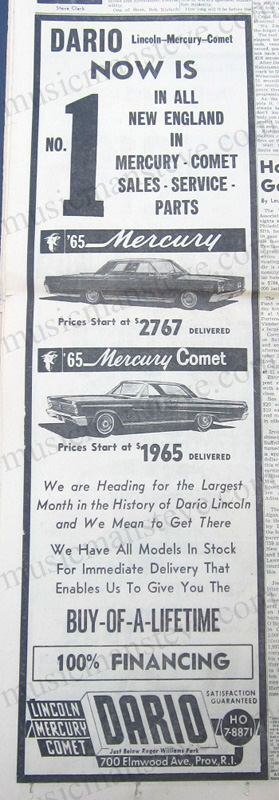 Steve Clark
DARIO Lincoln-Mercury-Comet
NOW IS
NO. 1
IN ALL
NEW ENGLAND
IN
MERCURY - COMET
SALES - SERVICE -
PARTS
'65 Mercury
Prices Start at $2767 DELIVERED
'65 Mercury Comet
Prices Start at $1965 DELIVERED
We are Heading for the Largest
Month in the History of Dario Lincoln
and We Mean to Get There
We Have All Models In Stock
For Immediate Delivery That
Enables Us To Give You The
BUY-OF-A-LIFETIME
100% FINANCING
LINCOLN
MERCURY
COMET
DARIO
Just Below Roger Williams Park
700 Elmwood Ave., Prov., R.I.
SATISFACTION
GUARANTEED
HO
7-8871
musicmansteve.com